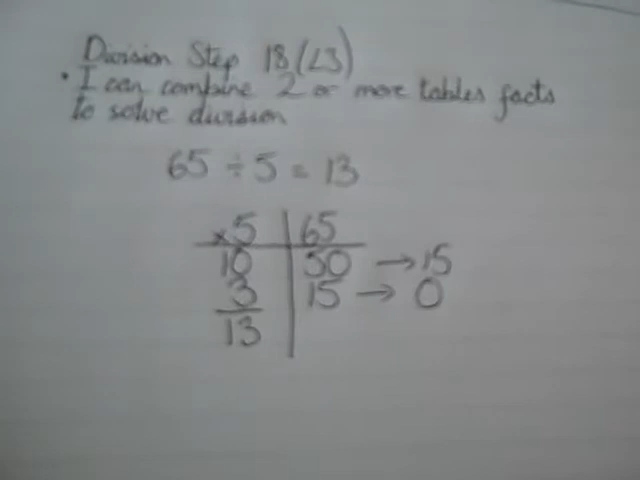 Division Step 18 (L3)
• I can combine 2 or more tables facts
to solve division
65 ÷ 5 = 13
×5 | 65
10 | 50 → 15
3 | 15 → 0
13